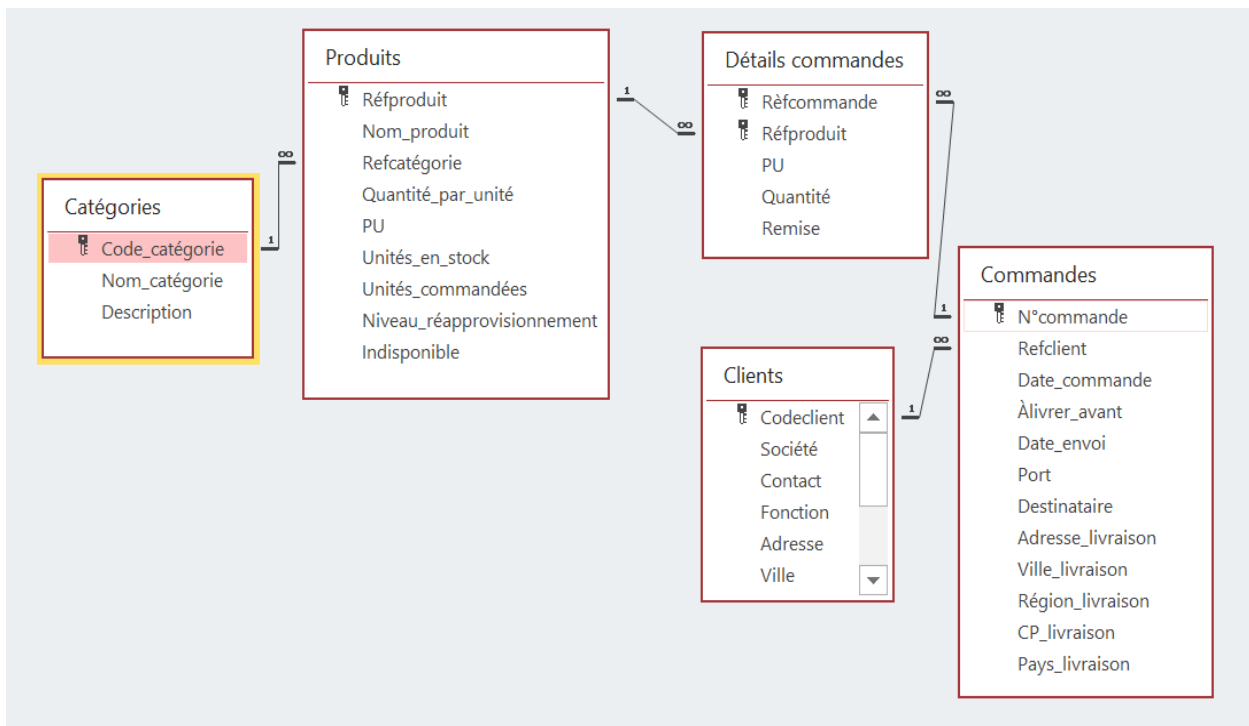 Produits
Réfproduit
Nom_produit
Refcatégorie
Quantité_par_unité
PU
Unités_en_stock
Unités_commandées
Niveau_réapprovisionnement
Indisponible
Détails commandes
Rèfcommande
Réfproduit
PU
Quantité
Remise
Catégories
Code_catégorie
Nom_catégorie
Description
Clients
Codeclient
Société
Contact
Fonction
Adresse
Ville
Commandes
N°commande
Refclient
Date_commande
Àlivrer_avant
Date_envoi
Port
Destinataire
Adresse_livraison
Ville_livraison
Région_livraison
CP_livraison
Pays_livraison
1
∞
1
∞
∞
1
1
∞